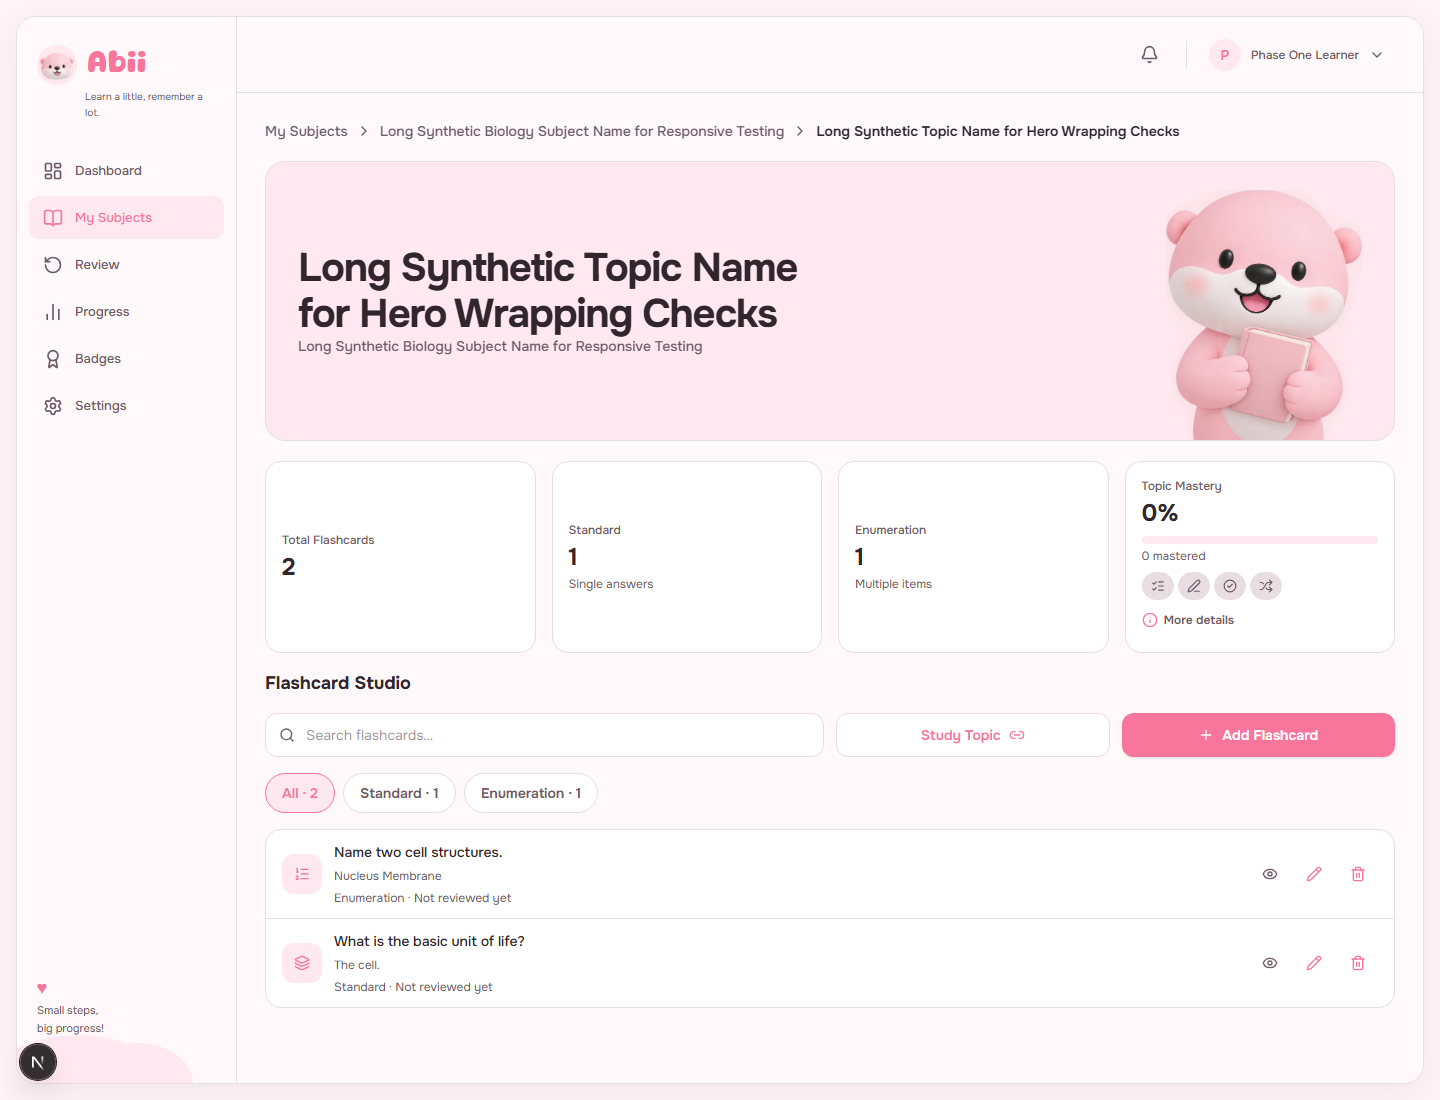 Abii
Learn a little, remember a
lot.
Dashboard
My Subjects
Review
Progress
Badges
Settings
Small steps,
big progress!
N
P
Phase One Learner
My Subjects
Long Synthetic Biology Subject Name for Responsive Testing
Long Synthetic Topic Name for Hero Wrapping Checks
Long Synthetic Topic Name
for Hero Wrapping Checks
Long Synthetic Biology Subject Name for Responsive Testing
Total Flashcards
2
Standard
1
Single answers
Enumeration
1
Multiple items
Topic Mastery
0%
0 mastered
More details
Flashcard Studio
Search flashcards...
Study Topic
Add Flashcard
All · 2
Standard · 1
Enumeration · 1
Name two cell structures.
Nucleus Membrane
Enumeration · Not reviewed yet
What is the basic unit of life?
The cell.
Standard · Not reviewed yet